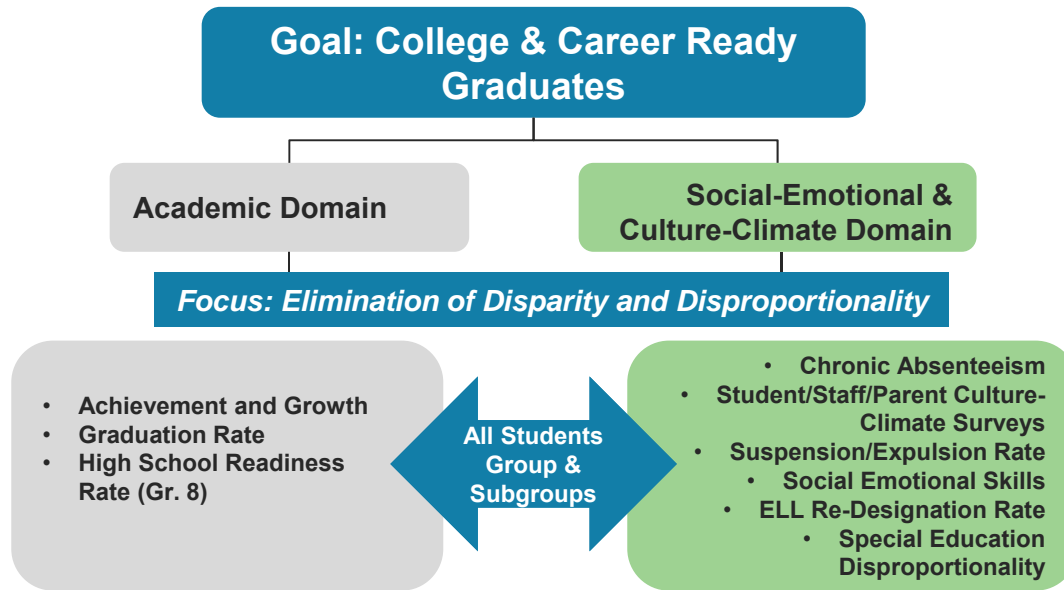 Goal: College & Career Ready
Graduates
Academic Domain
Social-Emotional &
Culture-Climate Domain
Focus: Elimination of Disparity and Disproportionality
• Achievement and Growth
• Graduation Rate
• High School Readiness
Rate (Gr. 8)
All Students
Group &
Subgroups
• Chronic Absenteeism
• Student/Staff/Parent Culture-
Climate Surveys
• Suspension/Expulsion Rate
• Social Emotional Skills
• ELL Re-Designation Rate
• Special Education
Disproportionality